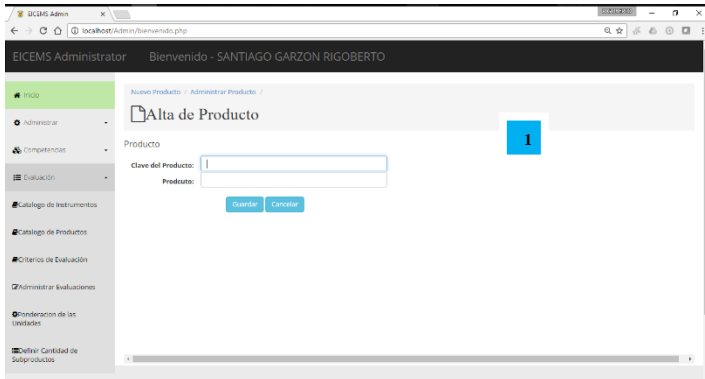 EICEMS Admin
localhost/Admin/bienvenido.php
EICEMS Administrator Bienvenido - SANTIAGO GARZON RIGOBERTO
Inicio
Administrar
Competencias
Evaluación
Catalogo de Instrumentos
Catalogo de Productos
Criterios de Evaluación
Administrar Evaluaciones
Ponderacion de las
Unidades
Definir Cantidad de
Subproductos
Nuevo Producto / Administrar Producto /
Alta de Producto
1
Producto
Clave del Producto:
Prodcuto:
Guardar Cancelar